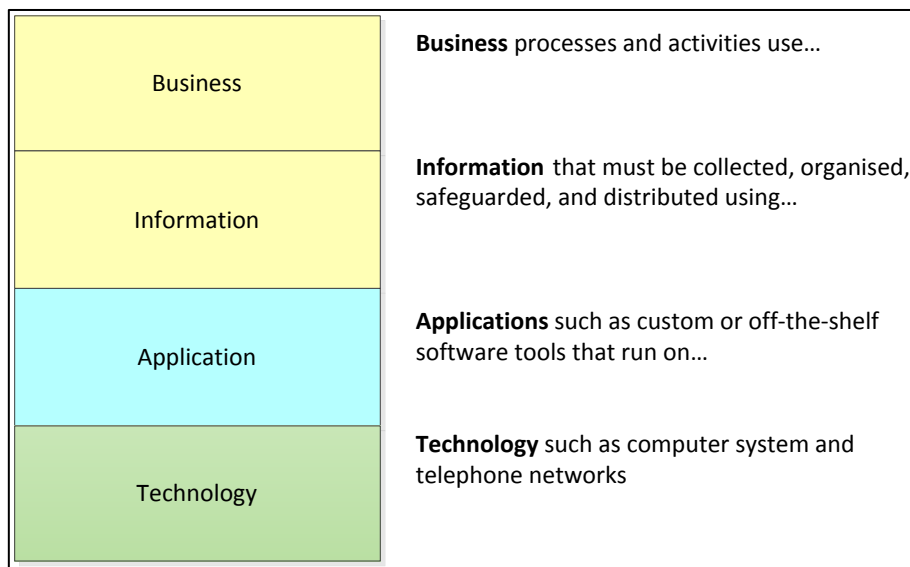 Business
Business processes and activities use…
Information
Information that must be collected, organised,
safeguarded, and distributed using…
Application
Applications such as custom or off-the-shelf
software tools that run on…
Technology
Technology such as computer system and
telephone networks